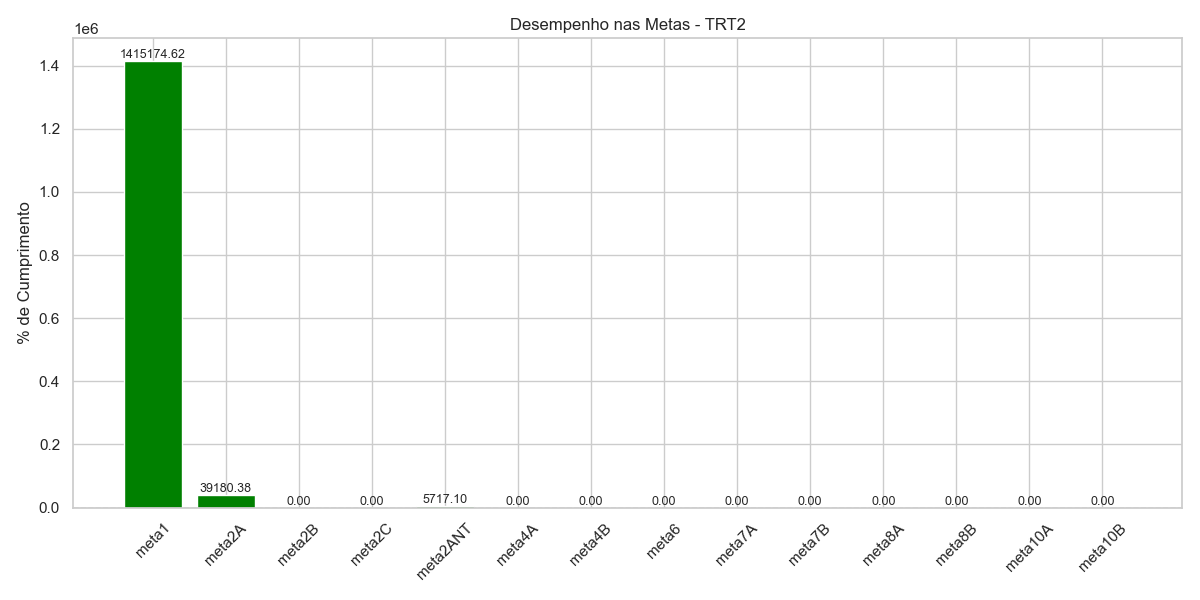 Desempenho nas Metas - TRT2
1e6
1.4
1.2
1.0
0.8
0.6
0.4
0.2
0.0
% de Cumprimento
1415174.62
39180.38
0.00
0.00
5717.10
0.00
0.00
0.00
0.00
0.00
0.00
0.00
0.00
0.00
meta1
meta2A
meta2B
meta2C
meta2ANT
meta4A
meta4B
meta6
meta7A
meta7B
meta8A
meta8B
meta10A
meta10B